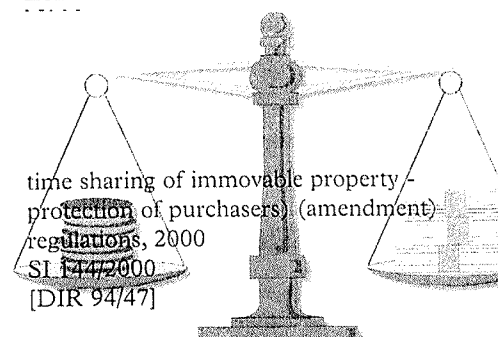 time sharing of immovable property -
protection of purchasers) (amendment)
regulations, 2000
SI 144/2000
[DIR 94/47]